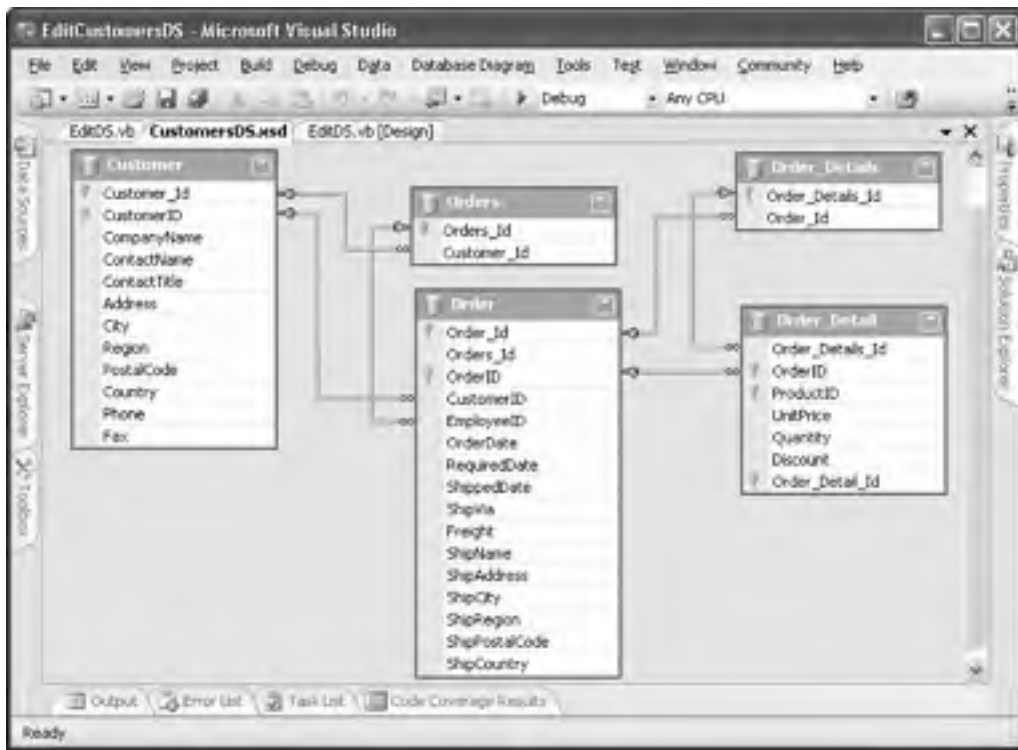 EditCustomersDS - Microsoft Visual Studio
File Edit View Project Build Debug Data Database Diagram Tools Test Window Community Help
Debug Any CPU
EditDS.vb CustomersDS.xsd EditDS.vb [Design]
Data Sources
Server Explorer
Toolbox
Customer
Customer_Id
CustomerID
CompanyName
ContactName
ContactTitle
Address
City
Region
PostalCode
Country
Phone
Fax
Orders
Orders_Id
Customer_Id
Order
Order_Id
Orders_Id
OrderID
CustomerID
EmployeeID
OrderDate
RequiredDate
ShippedDate
ShipVia
Freight
ShipName
ShipAddress
ShipCity
ShipRegion
ShipPostalCode
ShipCountry
Order_Details
Order_Details_Id
Order_Id
Order_Detail
Order_Details_Id
OrderID
ProductID
UnitPrice
Quantity
Discount
Order_Detail_Id
Properties
Solution Explorer
Output Error List Task List Code Coverage Results
Ready